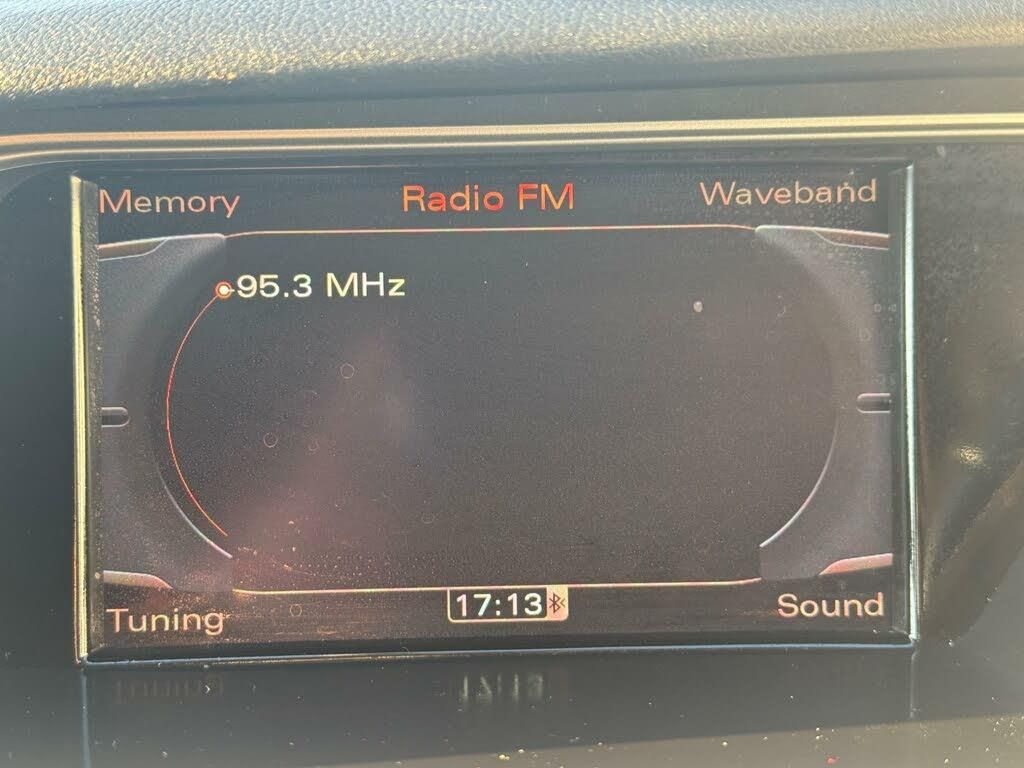 Memory
Radio FM
Waveband
95.3 MHz
Tuning
17:13
Sound